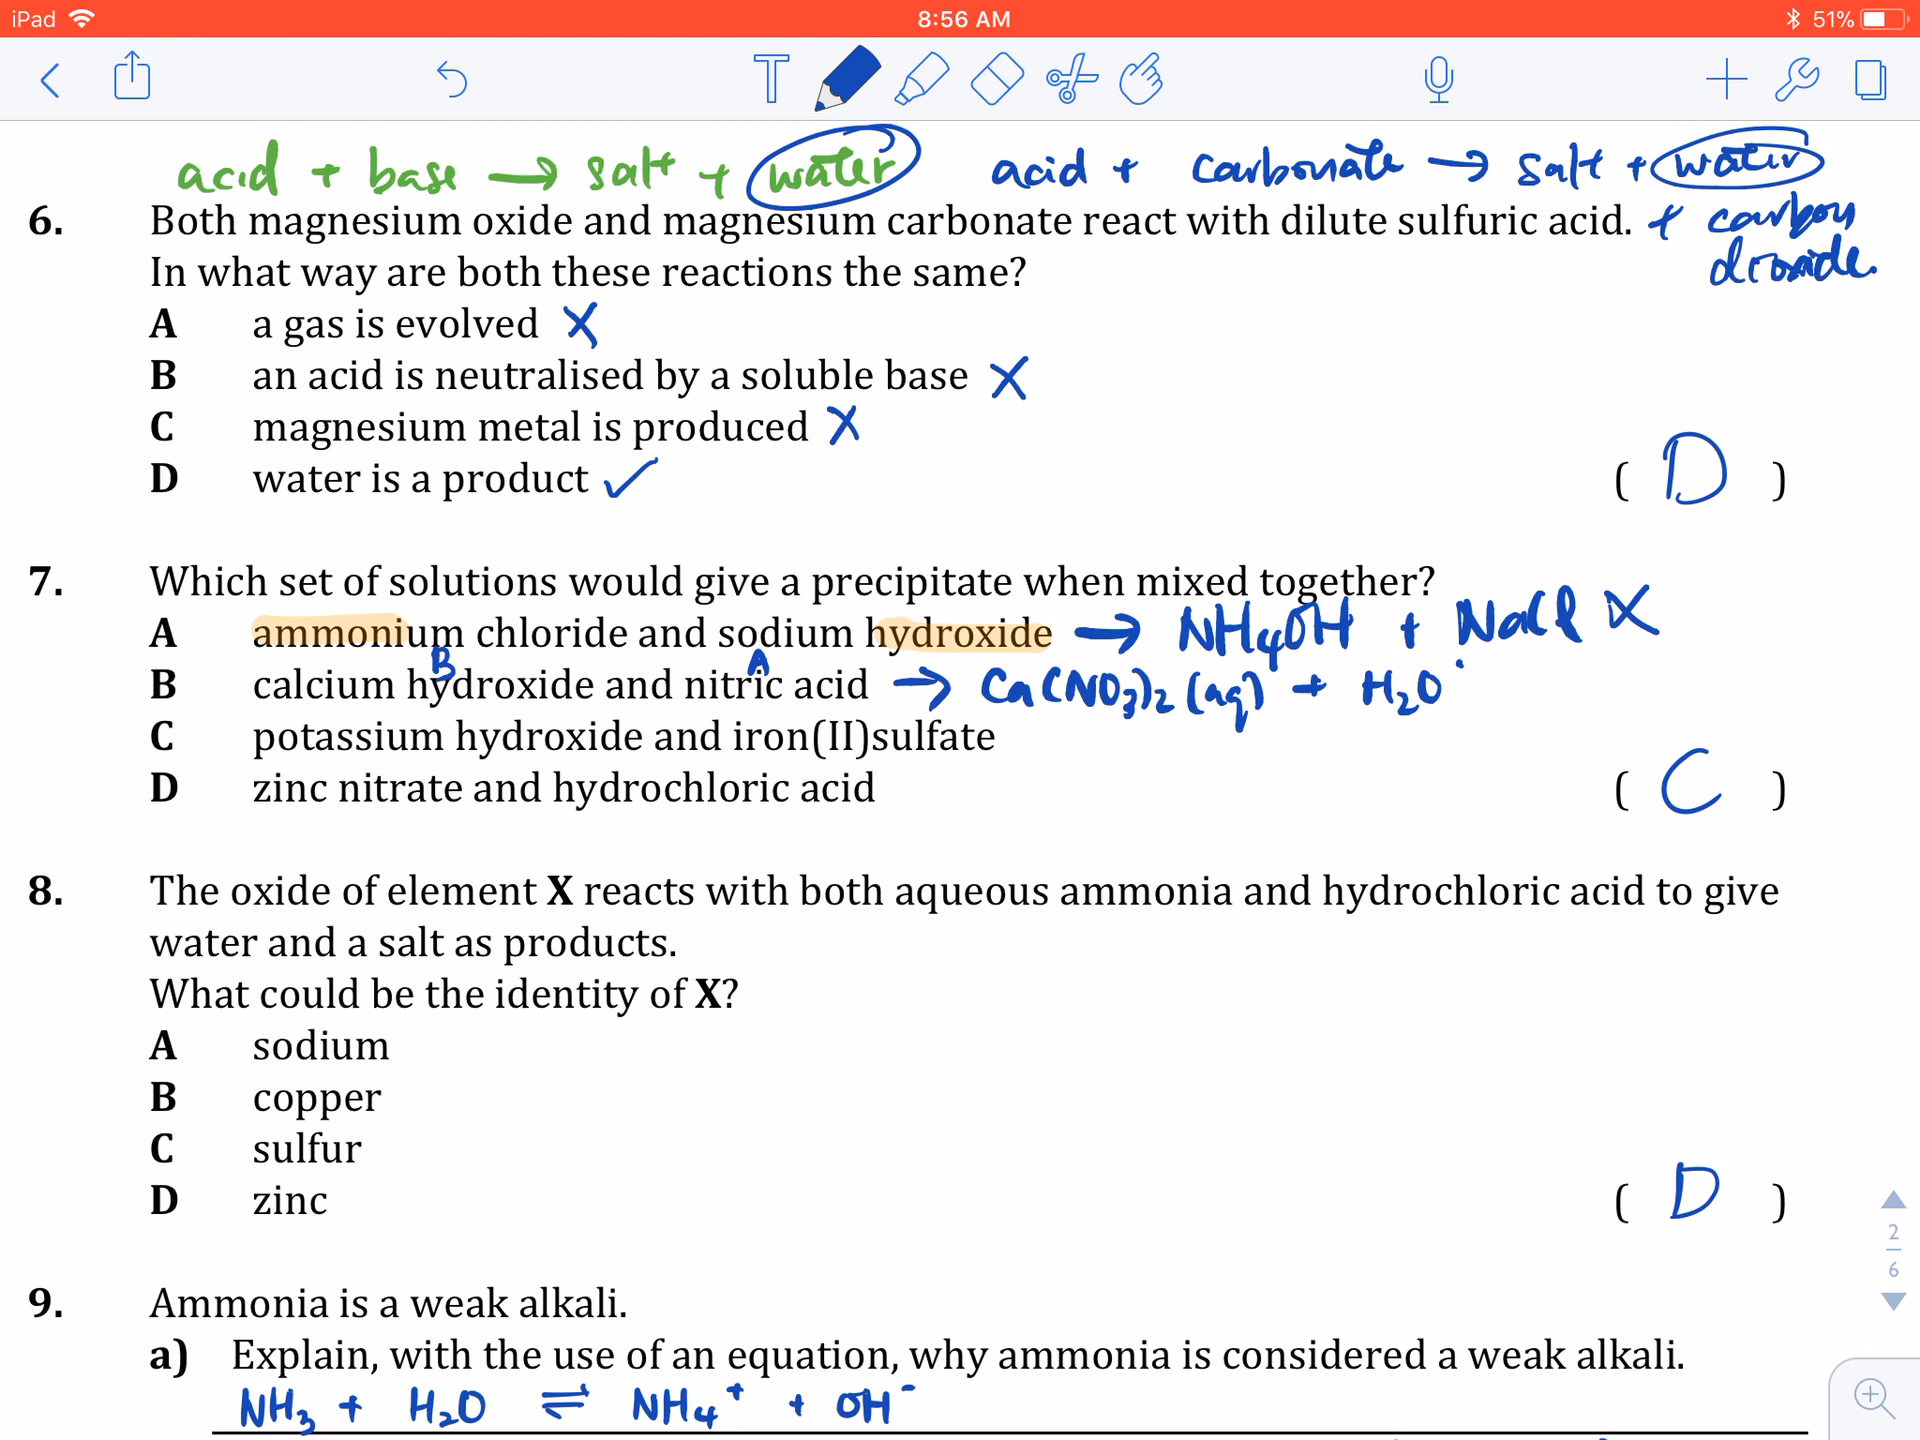 iPad 8:56 AM 51%
T
acid + base → salt + water acid + carbonate → salt + water
+ carbon dioxide.
6. Both magnesium oxide and magnesium carbonate react with dilute sulfuric acid.
In what way are both these reactions the same?
A a gas is evolved X
B an acid is neutralised by a soluble base X
C magnesium metal is produced X
D water is a product ✓ ( D )
7. Which set of solutions would give a precipitate when mixed together?
A ammonium chloride and sodium hydroxide → NH4OH + NaCl X
B A
B calcium hydroxide and nitric acid → Ca(NO3)2 (aq) + H2O
C potassium hydroxide and iron(II)sulfate
D zinc nitrate and hydrochloric acid ( C )
8. The oxide of element X reacts with both aqueous ammonia and hydrochloric acid to give
water and a salt as products.
What could be the identity of X?
A sodium
B copper
C sulfur
D zinc ( D )
2
6
9. Ammonia is a weak alkali.
a) Explain, with the use of an equation, why ammonia is considered a weak alkali.
NH3 + H2O ⇌ NH4+ + OH-